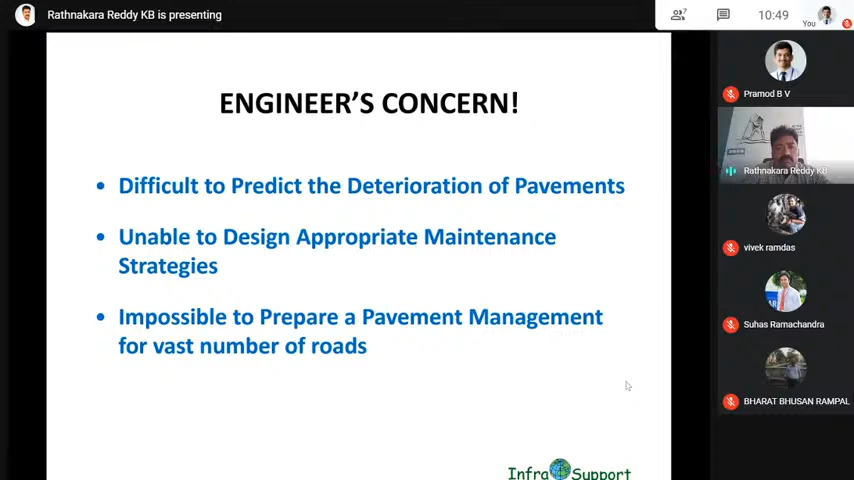 Rathnakara Reddy KB is presenting
7
10:49
You
ENGINEER'S CONCERN!
• Difficult to Predict the Deterioration of Pavements
• Unable to Design Appropriate Maintenance
Strategies
• Impossible to Prepare a Pavement Management
for vast number of roads
Infra Support
Pramod B V
Rathnakara Reddy KB
vivek ramdas
Suhas Ramachandra
BHARAT BHUSAN RAMPAL